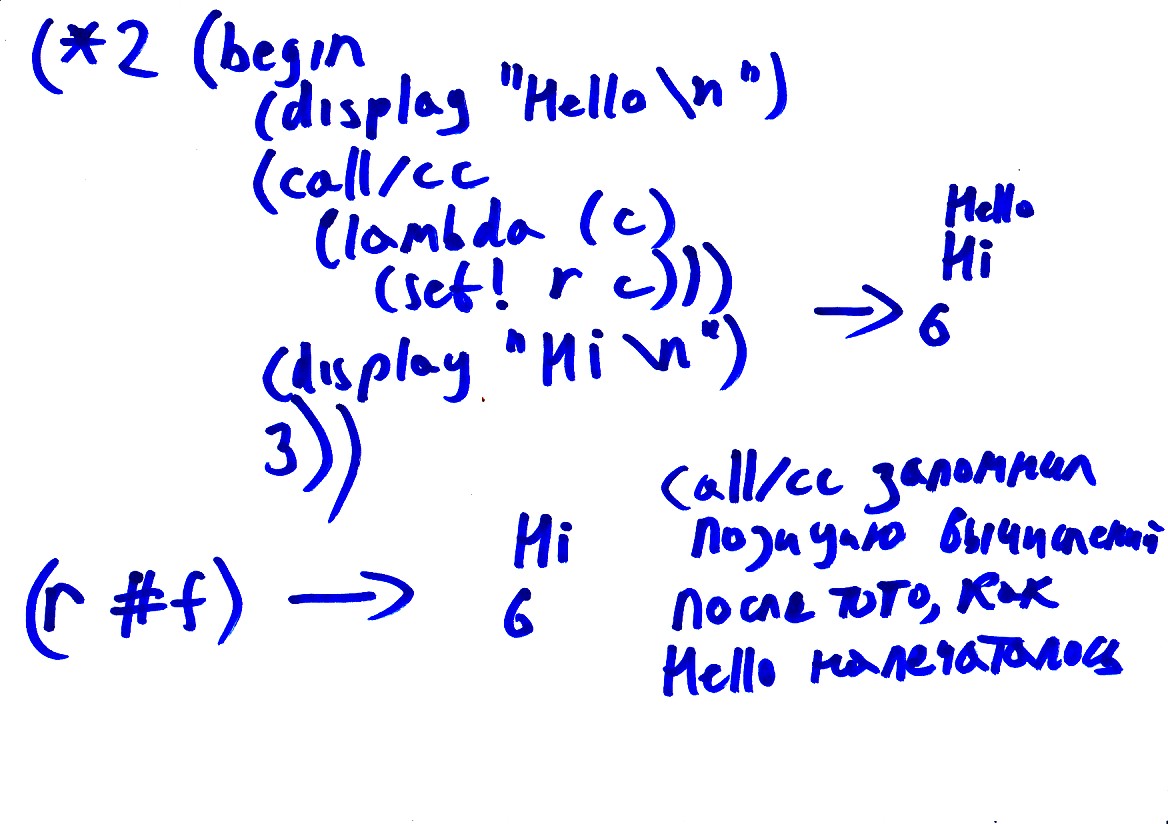 (*2 (begin
(display "Hello \n")
(call/cc
(lambda (c)
(set! r c)))
(display "Hi \n")
3))
→
Hello
Hi
6
(r #f) →
Hi
6
call/cc запомнил
позицию вычислений
после того, как
Hello напечаталось